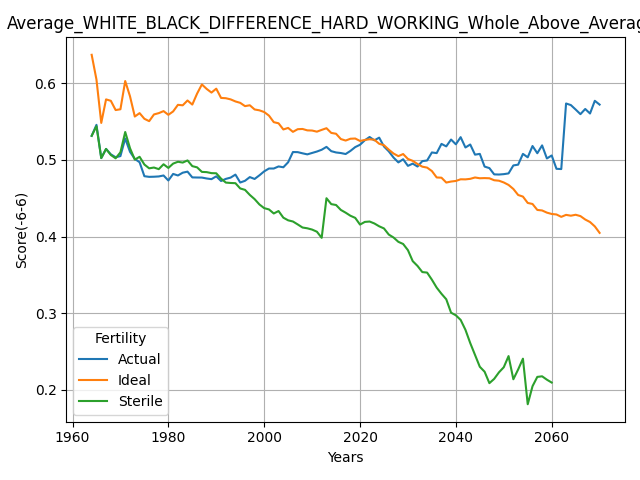 Average_WHITE_BLACK_DIFFERENCE_HARD_WORKING_Whole_Above_Averag
0.6
0.5
0.4
0.3
0.2
Score(-6-6)
Fertility
Actual
Ideal
Sterile
1960 1980 2000 2020 2040 2060
Years